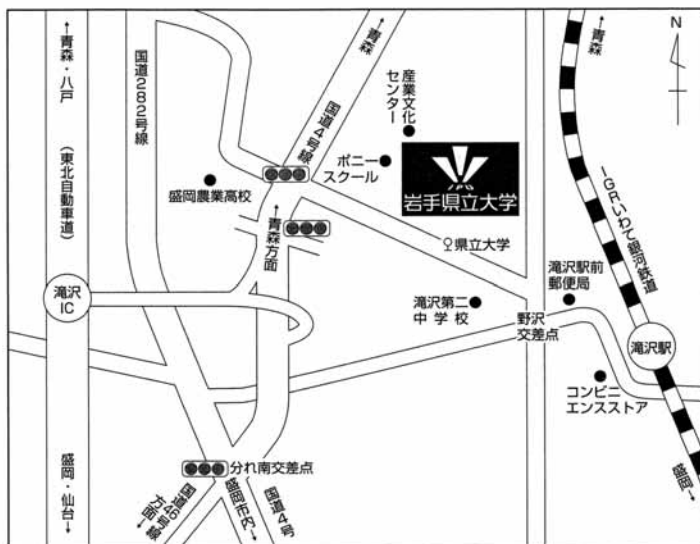 ←青森・八戸
（東北自動車道）
国道282号線
←青森
国道4号線
産業文化
センター
←青森
N
ポニー
スクール
岩手県立大学
盛岡農業高校
←青森方面
県立大学
IGRいわて銀河鉄道
滝沢
IC
滝沢第二
中学校
滝沢駅前
郵便局
野沢
交差点
滝沢駅
コンビニ
エンスストア
分れ南交差点
盛岡・仙台→
国道46号線
方面→
盛岡市内→
国道4号
盛岡→